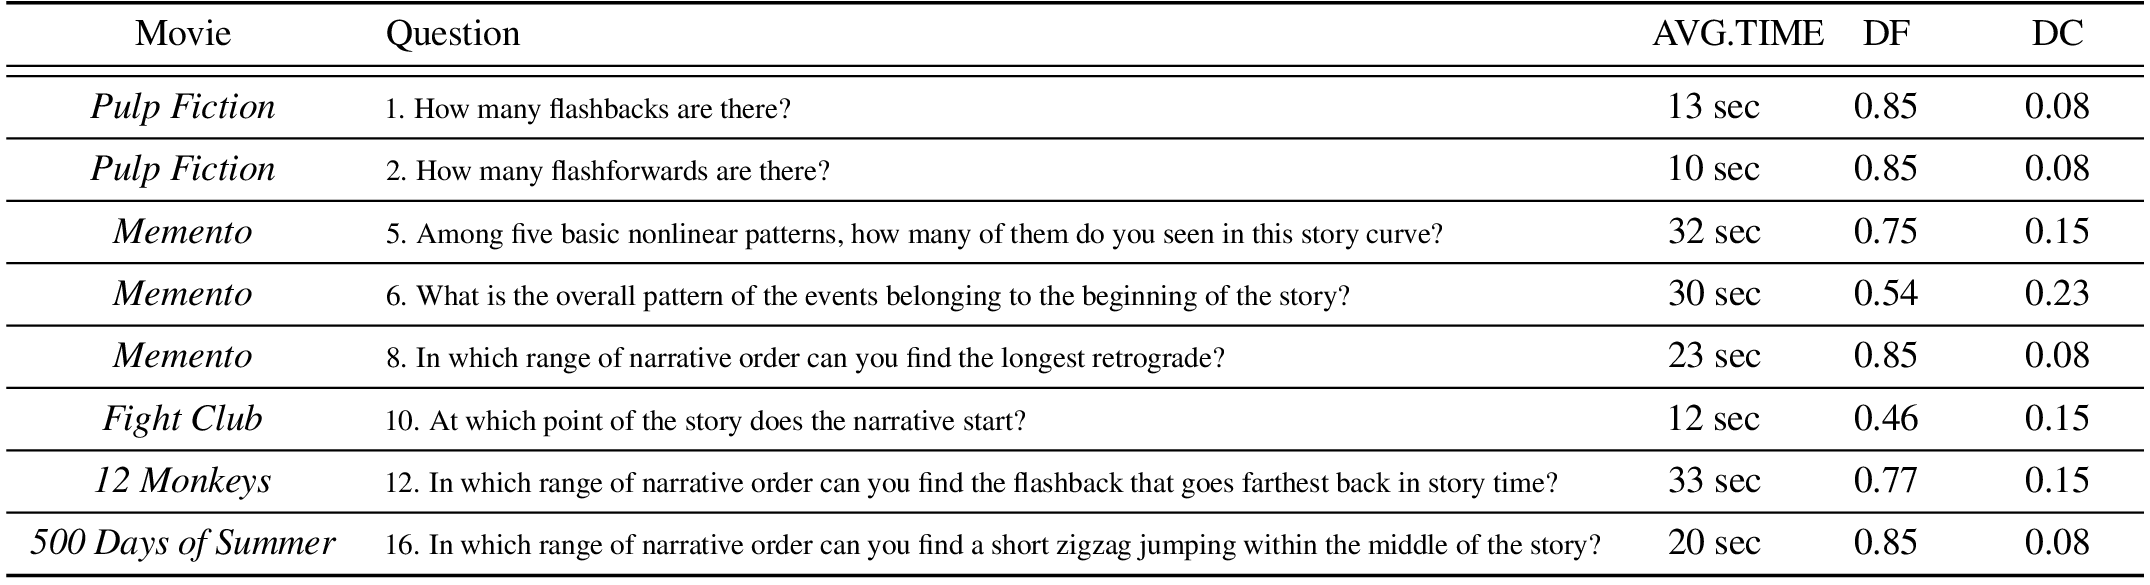 Movie Question AVG.TIME DF DC
Pulp Fiction 1. How many flashbacks are there? 13 sec 0.85 0.08
Pulp Fiction 2. How many flashforwards are there? 10 sec 0.85 0.08
Memento 5. Among five basic nonlinear patterns, how many of them do you seen in this story curve? 32 sec 0.75 0.15
Memento 6. What is the overall pattern of the events belonging to the beginning of the story? 30 sec 0.54 0.23
Memento 8. In which range of narrative order can you find the longest retrograde? 23 sec 0.85 0.08
Fight Club 10. At which point of the story does the narrative start? 12 sec 0.46 0.15
12 Monkeys 12. In which range of narrative order can you find the flashback that goes farthest back in story time? 33 sec 0.77 0.15
500 Days of Summer 16. In which range of narrative order can you find a short zigzag jumping within the middle of the story? 20 sec 0.85 0.08